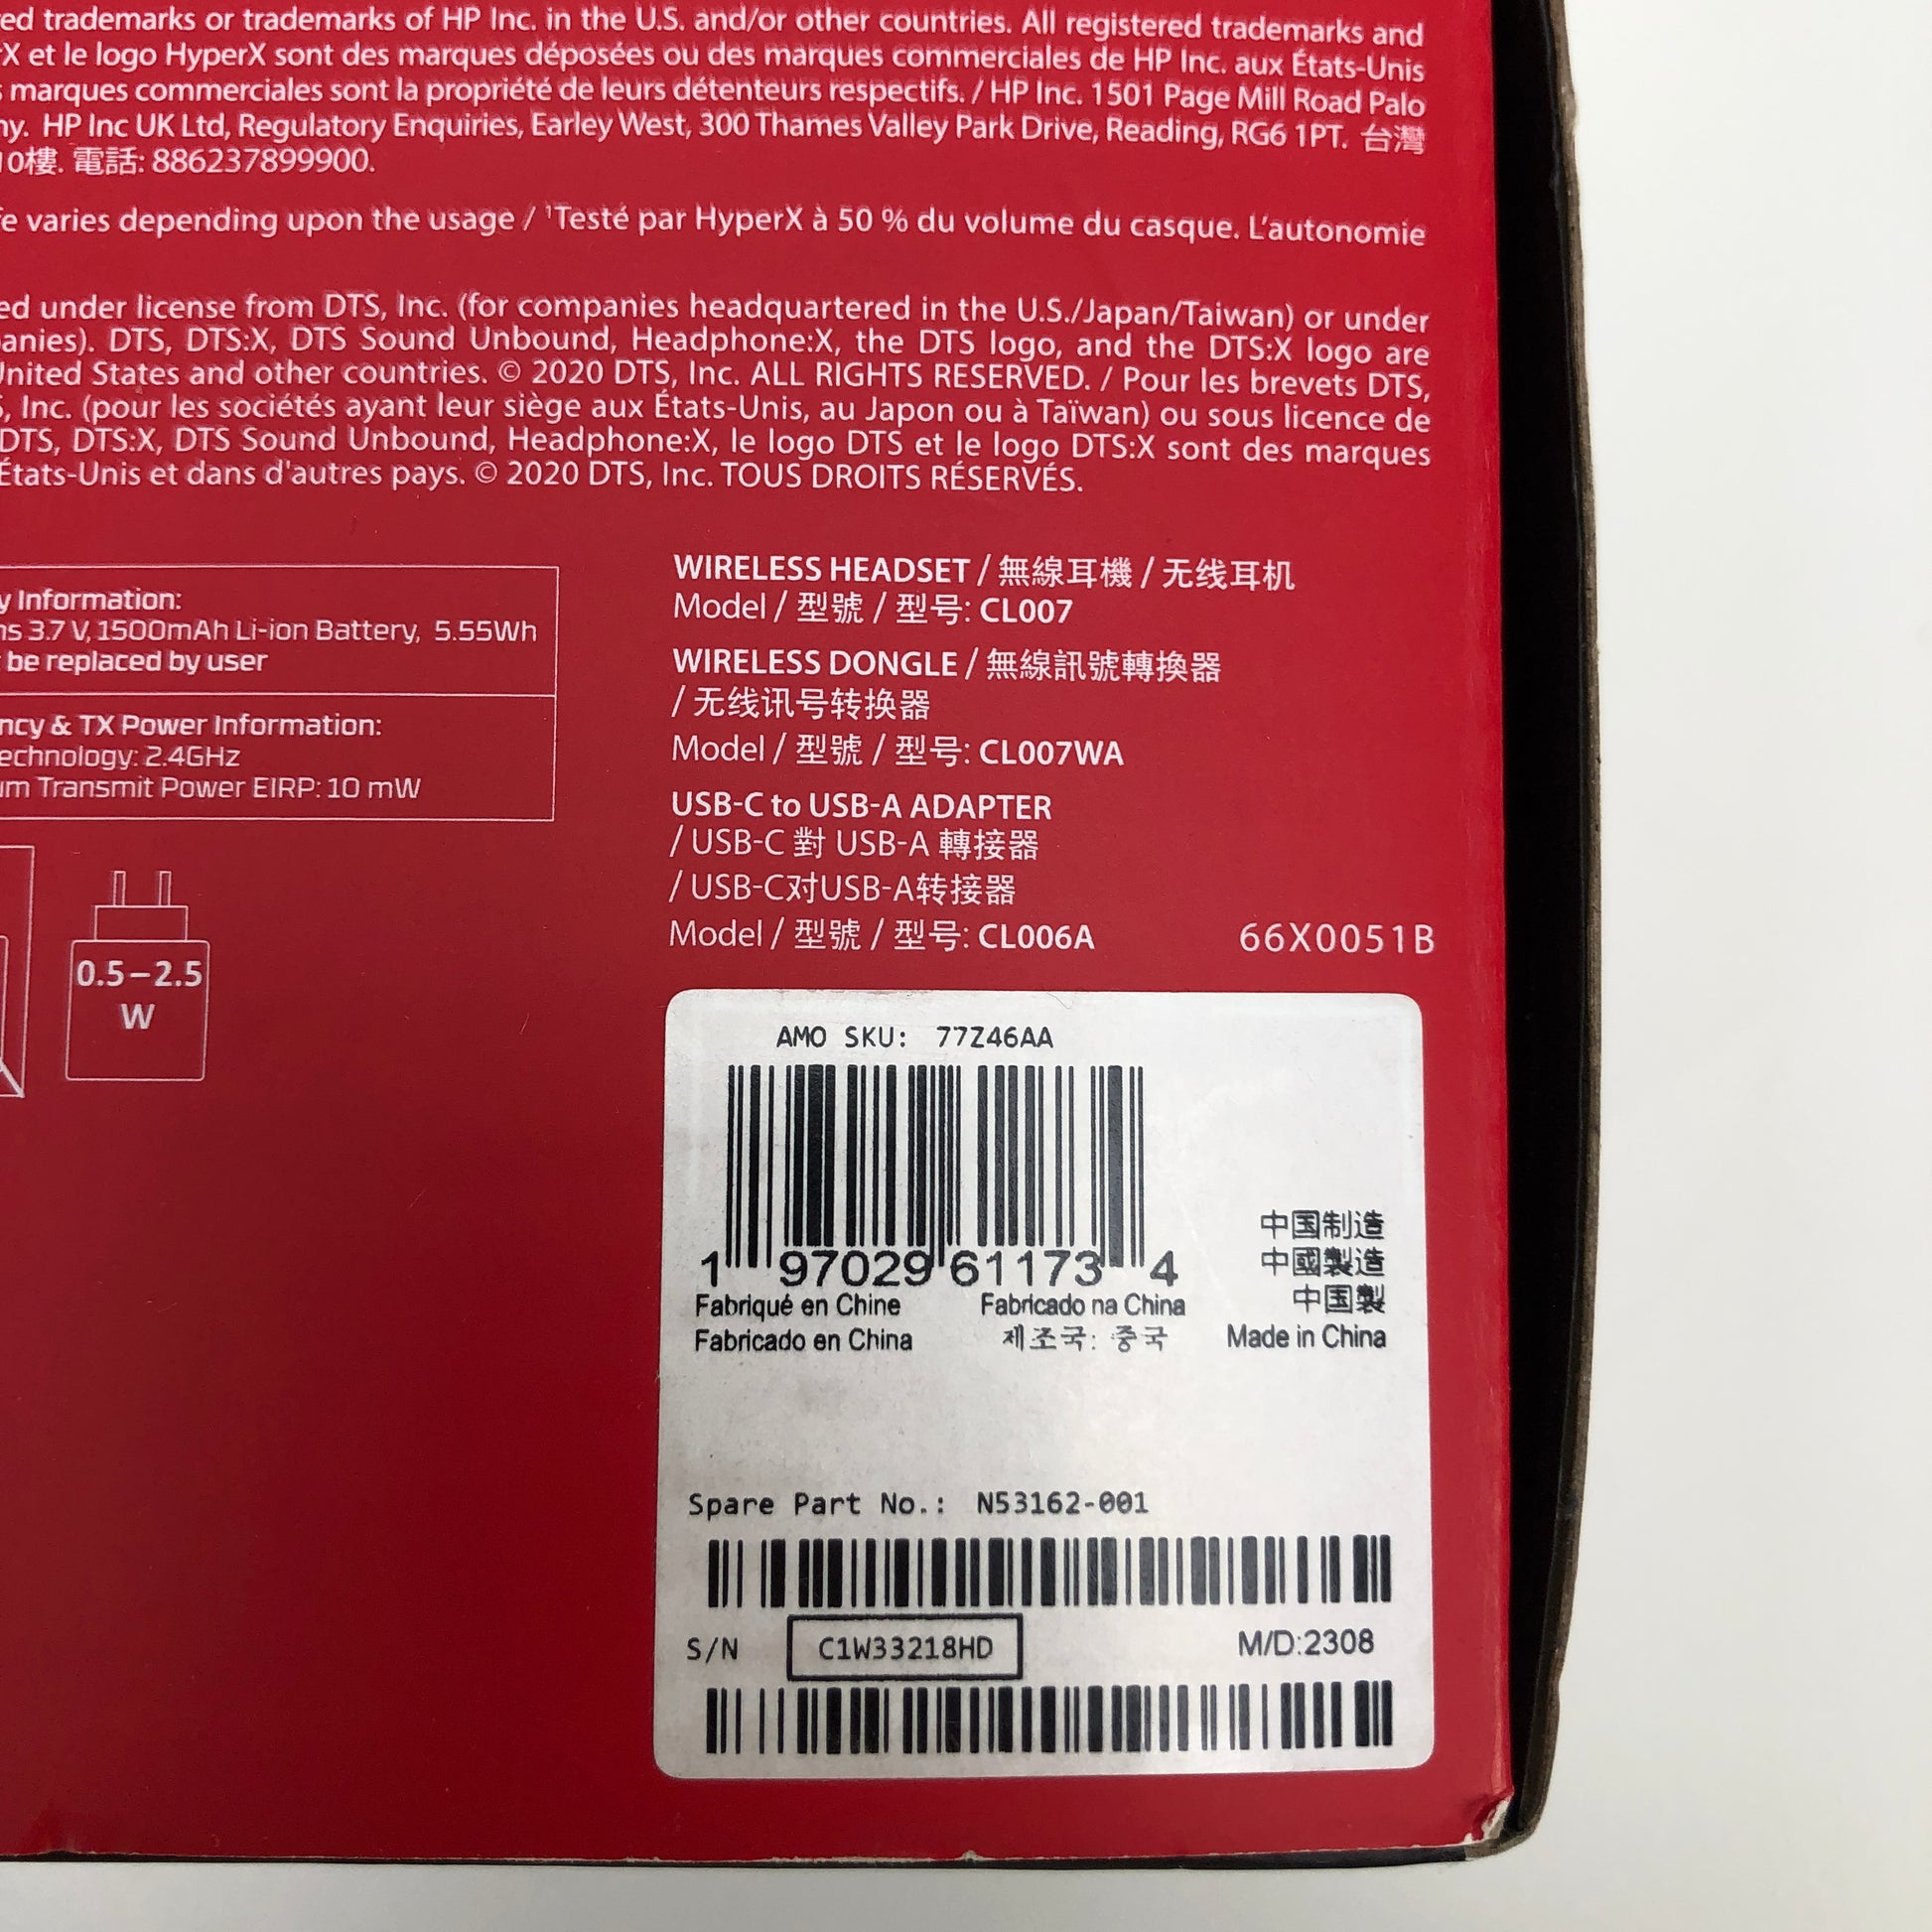 ed trademarks or trademarks of HP Inc. in the U.S. and/or other countries. All registered trademarks and
rX et le logo HyperX sont des marques déposées ou des marques commerciales de HP Inc. aux États-Unis
s marques commerciales sont la propriété de leurs détenteurs respectifs. / HP Inc. 1501 Page Mill Road Palo
ny. HP Inc UK Ltd, Regulatory Enquiries, Earley West, 300 Thames Valley Park Drive, Reading, RG6 1PT. 台灣
10樓. 電話: 886237899900.
fe varies depending upon the usage / ¹Testé par HyperX à 50 % du volume du casque. L'autonomie
ed under license from DTS, Inc. (for companies headquartered in the U.S./Japan/Taiwan) or under
anies). DTS, DTS:X, DTS Sound Unbound, Headphone:X, the DTS logo, and the DTS:X logo are
United States and other countries. © 2020 DTS, Inc. ALL RIGHTS RESERVED. / Pour les brevets DTS,
S, Inc. (pour les sociétés ayant leur siège aux États-Unis, au Japon ou à Taïwan) ou sous licence de
DTS, DTS:X, DTS Sound Unbound, Headphone:X, le logo DTS et le logo DTS:X sont des marques
États-Unis et dans d'autres pays. © 2020 DTS, Inc. TOUS DROITS RÉSERVÉS.
y Information:
ns 3.7 V, 1500mAh Li-ion Battery, 5.55Wh
be replaced by user
ncy & TX Power Information:
echnology: 2.4GHz
um Transmit Power EIRP: 10 mW
0.5–2.5
W
WIRELESS HEADSET / 無線耳機 / 无线耳机
Model / 型號 / 型号: CL007
WIRELESS DONGLE / 無線訊號轉換器
/ 无线讯号转换器
Model / 型號 / 型号: CL007WA
USB-C to USB-A ADAPTER
/ USB-C 對 USB-A 轉接器
/ USB-C对USB-A转接器
Model / 型號 / 型号: CL006A
66X0051B
AMO SKU: 77Z46AA
1 97029 61173 4
中国制造
中國製造
中国製
Fabriqué en Chine Fabricado na China
Fabricado en China 제조국: 중국 Made in China
Spare Part No.: N53162-001
S/N C1W33218HD M/D:2308